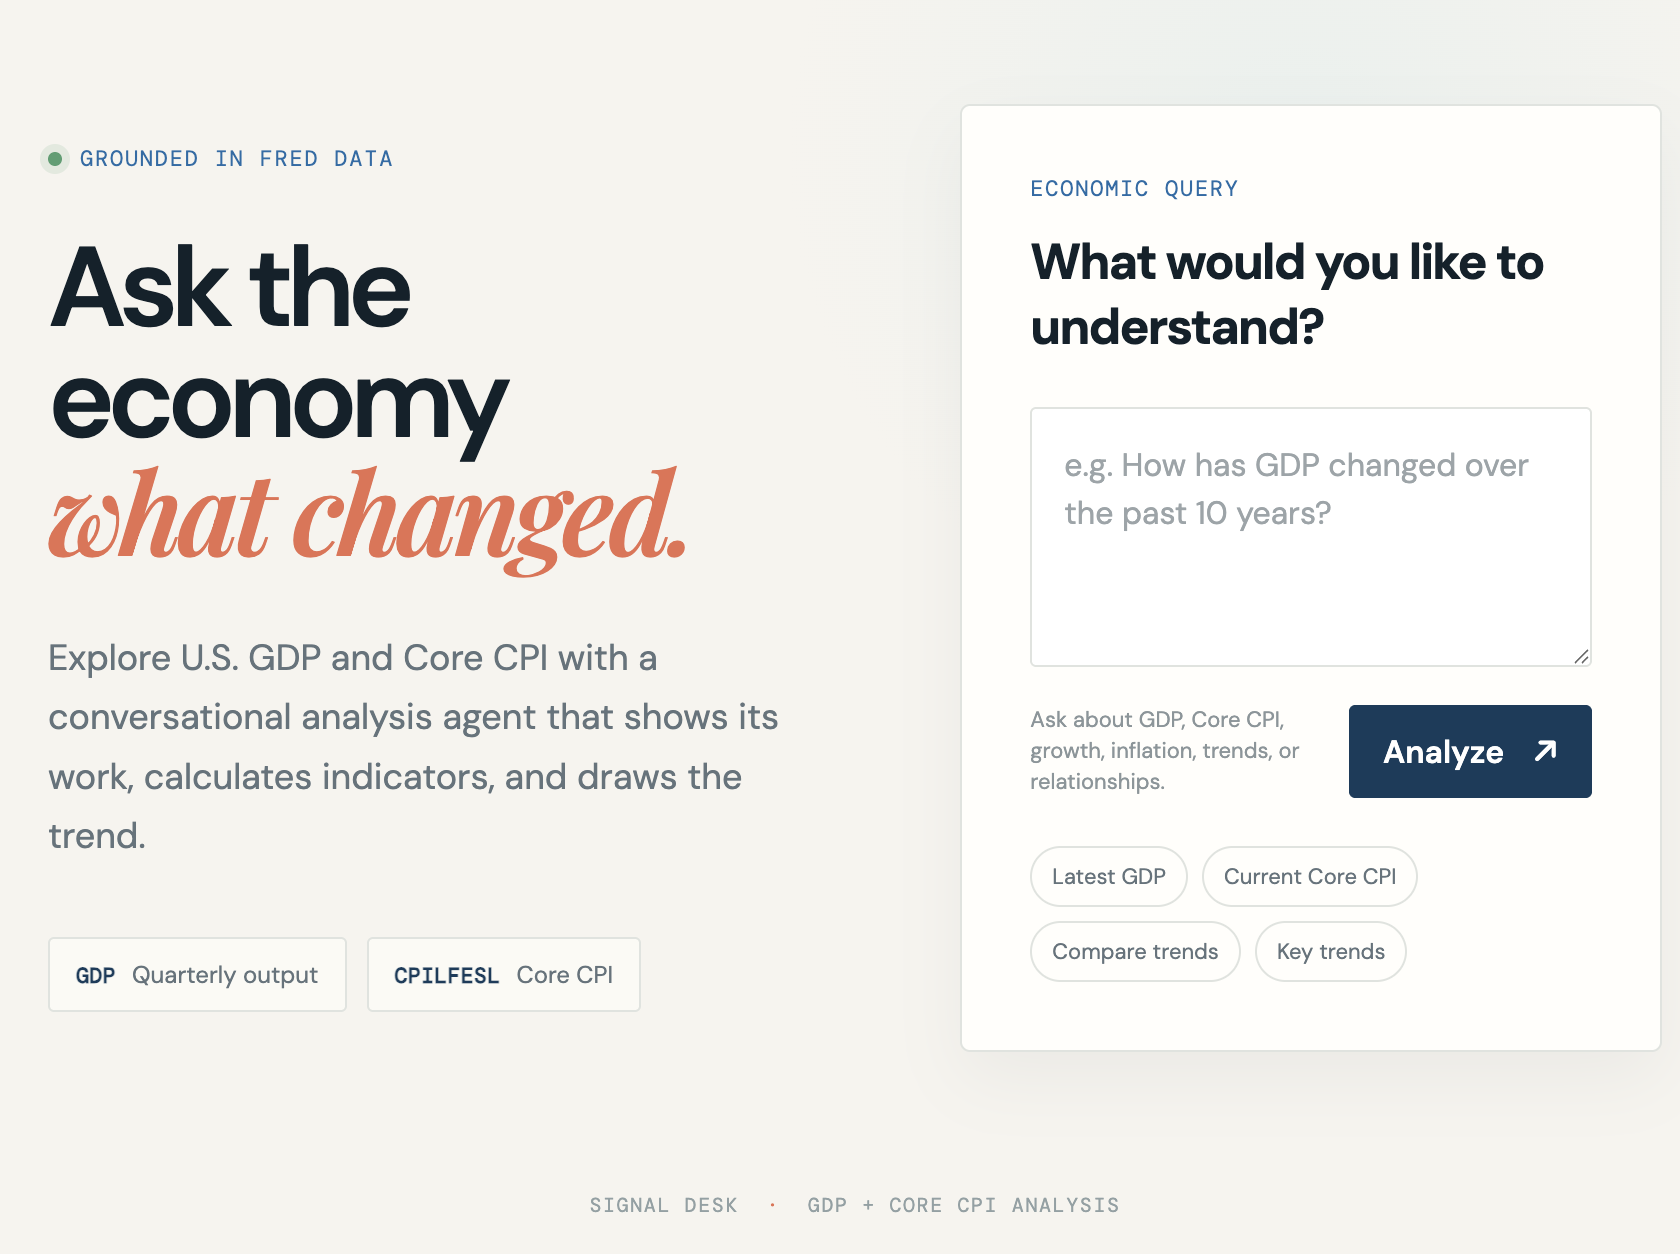 GROUNDED IN FRED DATA
Ask the
economy
what changed.
Explore U.S. GDP and Core CPI with a
conversational analysis agent that shows its
work, calculates indicators, and draws the
trend.
GDP Quarterly output
CPILFESL Core CPI
ECONOMIC QUERY
What would you like to
understand?
e.g. How has GDP changed over
the past 10 years?
Ask about GDP, Core CPI,
growth, inflation, trends, or
relationships.
Analyze
Latest GDP
Current Core CPI
Compare trends
Key trends
SIGNAL DESK · GDP + CORE CPI ANALYSIS